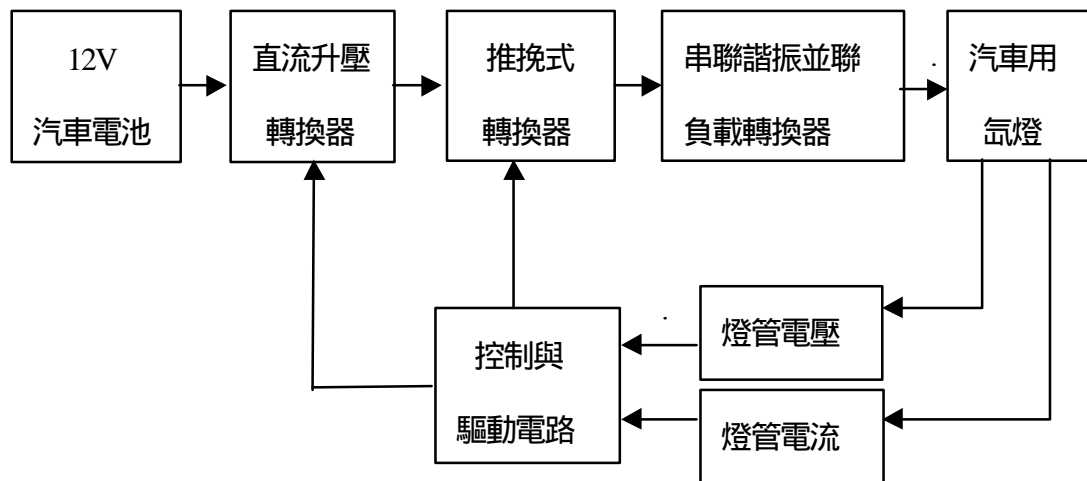 12V
汽車電池
直流升壓
轉換器
推挽式
轉換器
串聯諧振並聯
負載轉換器
汽車用
氙燈
控制與
驅動電路
燈管電壓
燈管電流